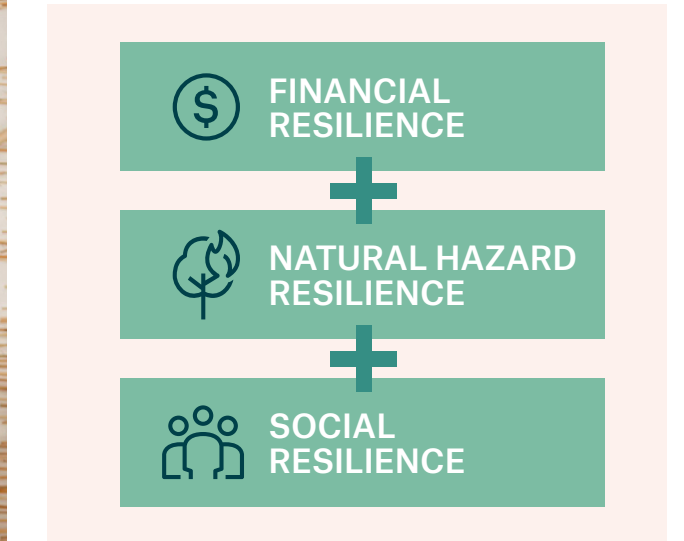 $
FINANCIAL
RESILIENCE
NATURAL HAZARD
RESILIENCE
SOCIAL
RESILIENCE